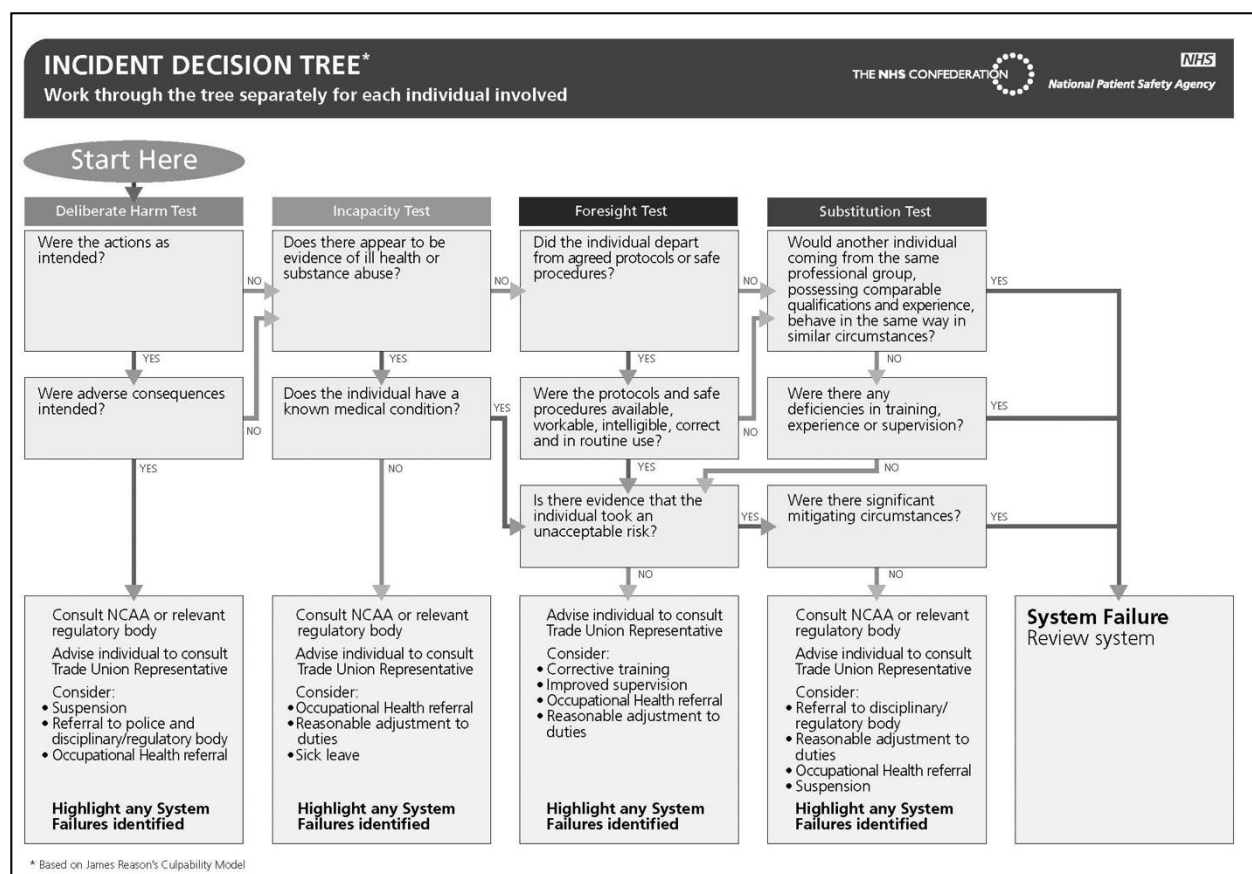 INCIDENT DECISION TREE*
Work through the tree separately for each individual involved
THE NHS CONFEDERATION
NHS
National Patient Safety Agency
Start Here
Deliberate Harm Test
Were the actions as
intended?
NO
YES
Were adverse consequences
intended?
NO
YES
Consult NCAA or relevant
regulatory body
Advise individual to consult
Trade Union Representative
Consider:
• Suspension
• Referral to police and
disciplinary/regulatory body
• Occupational Health referral
Highlight any System
Failures identified
Incapacity Test
Does there appear to be
evidence of ill health or
substance abuse?
NO
YES
Does the individual have a
known medical condition?
YES
NO
Consult NCAA or relevant
regulatory body
Advise individual to consult
Trade Union Representative
Consider:
• Occupational Health referral
• Reasonable adjustment to
duties
• Sick leave
Highlight any System
Failures identified
Foresight Test
Did the individual depart
from agreed protocols or safe
procedures?
NO
YES
Were the protocols and safe
procedures available,
workable, intelligible, correct
and in routine use?
NO
YES
Is there evidence that the
individual took an
unacceptable risk?
YES
NO
Advise individual to consult
Trade Union Representative
Consider:
• Corrective training
• Improved supervision
• Occupational Health referral
• Reasonable adjustment to
duties
Highlight any System
Failures identified
Substitution Test
Would another individual
coming from the same
professional group,
possessing comparable
qualifications and experience,
behave in the same way in
similar circumstances?
YES
NO
Were there any
deficiencies in training,
experience or supervision?
YES
NO
Were there significant
mitigating circumstances?
YES
NO
Consult NCAA or relevant
regulatory body
Advise individual to consult
Trade Union Representative
Consider:
• Referral to disciplinary/
regulatory body
• Reasonable adjustment to
duties
• Occupational Health referral
• Suspension
Highlight any System
Failures identified
System Failure
Review system
* Based on James Reason's Culpability Model